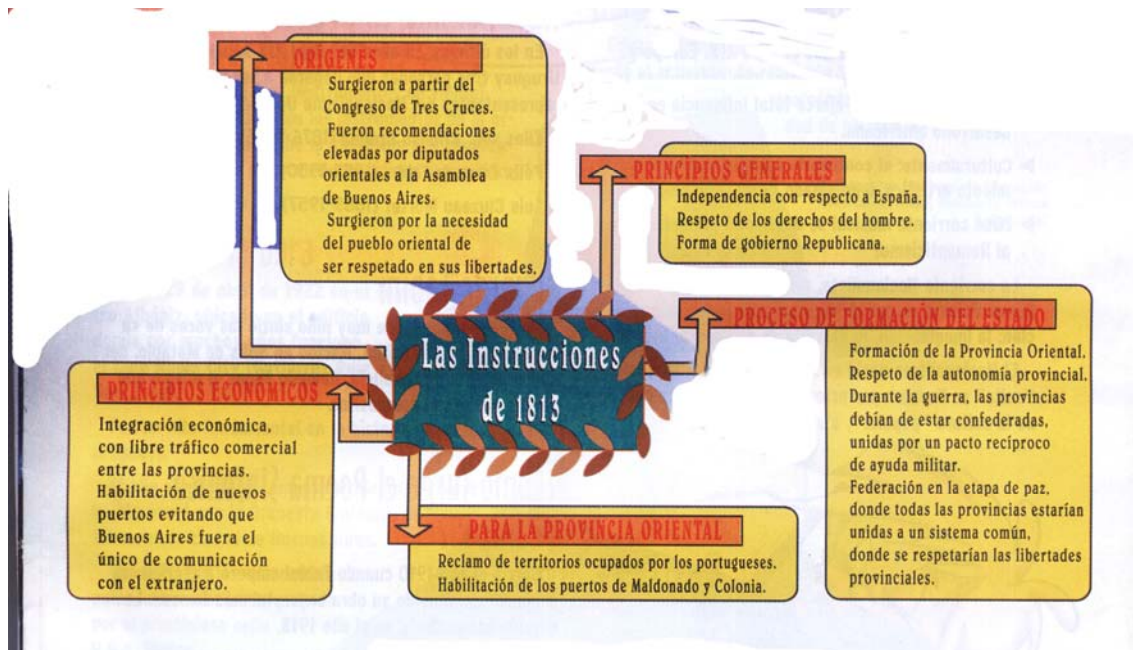 ORÍGENES
Surgieron a partir del
Congreso de Tres Cruces.
Fueron recomendaciones
elevadas por diputados
orientales a la Asamblea
de Buenos Aires.
Surgieron por la necesidad
del pueblo oriental de
ser respetado en sus libertades.
PRINCIPIOS GENERALES
Independencia con respecto a España.
Respeto de los derechos del hombre.
Forma de gobierno Republicana.
Las Instrucciones
de 1813
PROCESO DE FORMACIÓN DEL ESTADO
Formación de la Provincia Oriental.
Respeto de la autonomía provincial.
Durante la guerra, las provincias
debían de estar confederadas,
unidas por un pacto recíproco
de ayuda militar.
Federación en la etapa de paz,
donde todas las provincias estarían
unidas a un sistema común,
donde se respetarían las libertades
provinciales.
PRINCIPIOS ECONÓMICOS
Integración económica,
con libre tráfico comercial
entre las provincias.
Habilitación de nuevos
puertos evitando que
Buenos Aires fuera el
único de comunicación
con el extranjero.
PARA LA PROVINCIA ORIENTAL
Reclamo de territorios ocupados por los portugueses.
Habilitación de los puertos de Maldonado y Colonia.